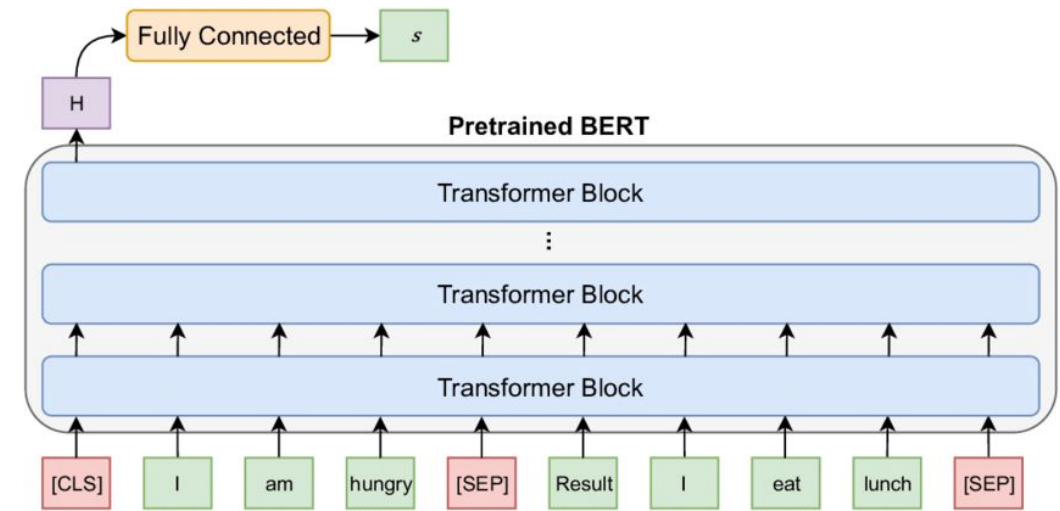 Fully Connected s
H
Pretrained BERT
Transformer Block
⋮
Transformer Block
Transformer Block
[CLS] I am hungry [SEP] Result I eat lunch [SEP]